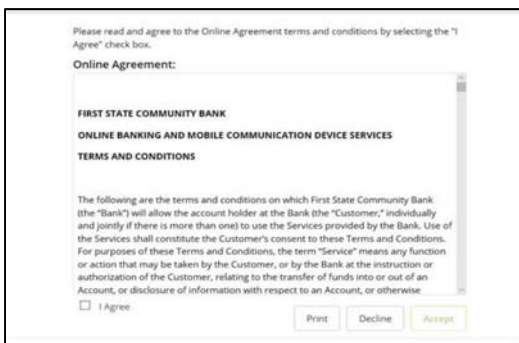 Please read and agree to the Online Agreement terms and conditions by selecting the "I
Agree" check box.
Online Agreement:
FIRST STATE COMMUNITY BANK
ONLINE BANKING AND MOBILE COMMUNICATION DEVICE SERVICES
TERMS AND CONDITIONS
The following are the terms and conditions on which First State Community Bank
(the "Bank") will allow the account holder at the Bank (the "Customer," individually
and jointly if there is more than one) to use the Services provided by the Bank. Use of
the Services shall constitute the Customer's consent to these Terms and Conditions.
For purposes of these Terms and Conditions, the term "Service" means any function
or action that may be taken by the Customer, or by the Bank at the instruction or
authorization of the Customer, relating to the transfer of funds into or out of an
Account, or disclosure of information with respect to an Account, or otherwise
I Agree
Print Decline Accept